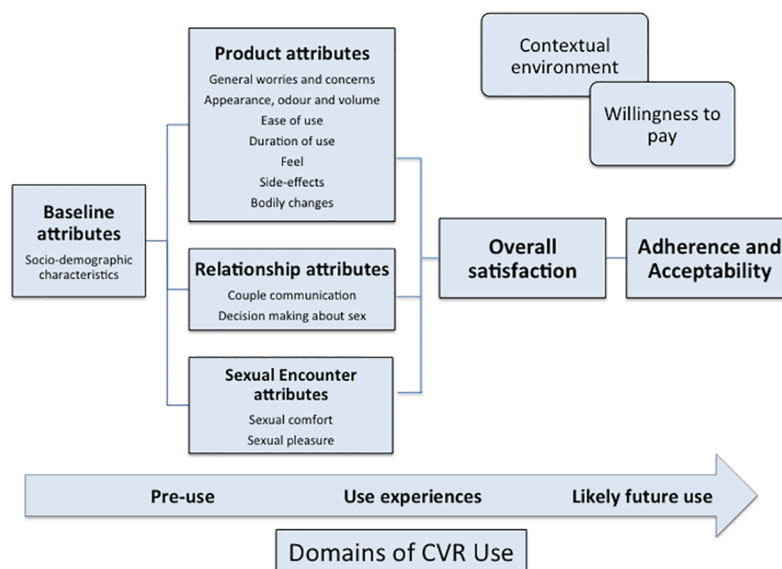 Product attributes
General worries and concerns
Appearance, odour and volume
Ease of use
Duration of use
Feel
Side-effects
Bodily changes
Contextual
environment
Willingness to
pay
Baseline
attributes
Socio-demographic
characteristics
Relationship attributes
Couple communication
Decision making about sex
Overall
satisfaction
Adherence and
Acceptability
Sexual Encounter
attributes
Sexual comfort
Sexual pleasure
Pre-use Use experiences Likely future use
Domains of CVR Use